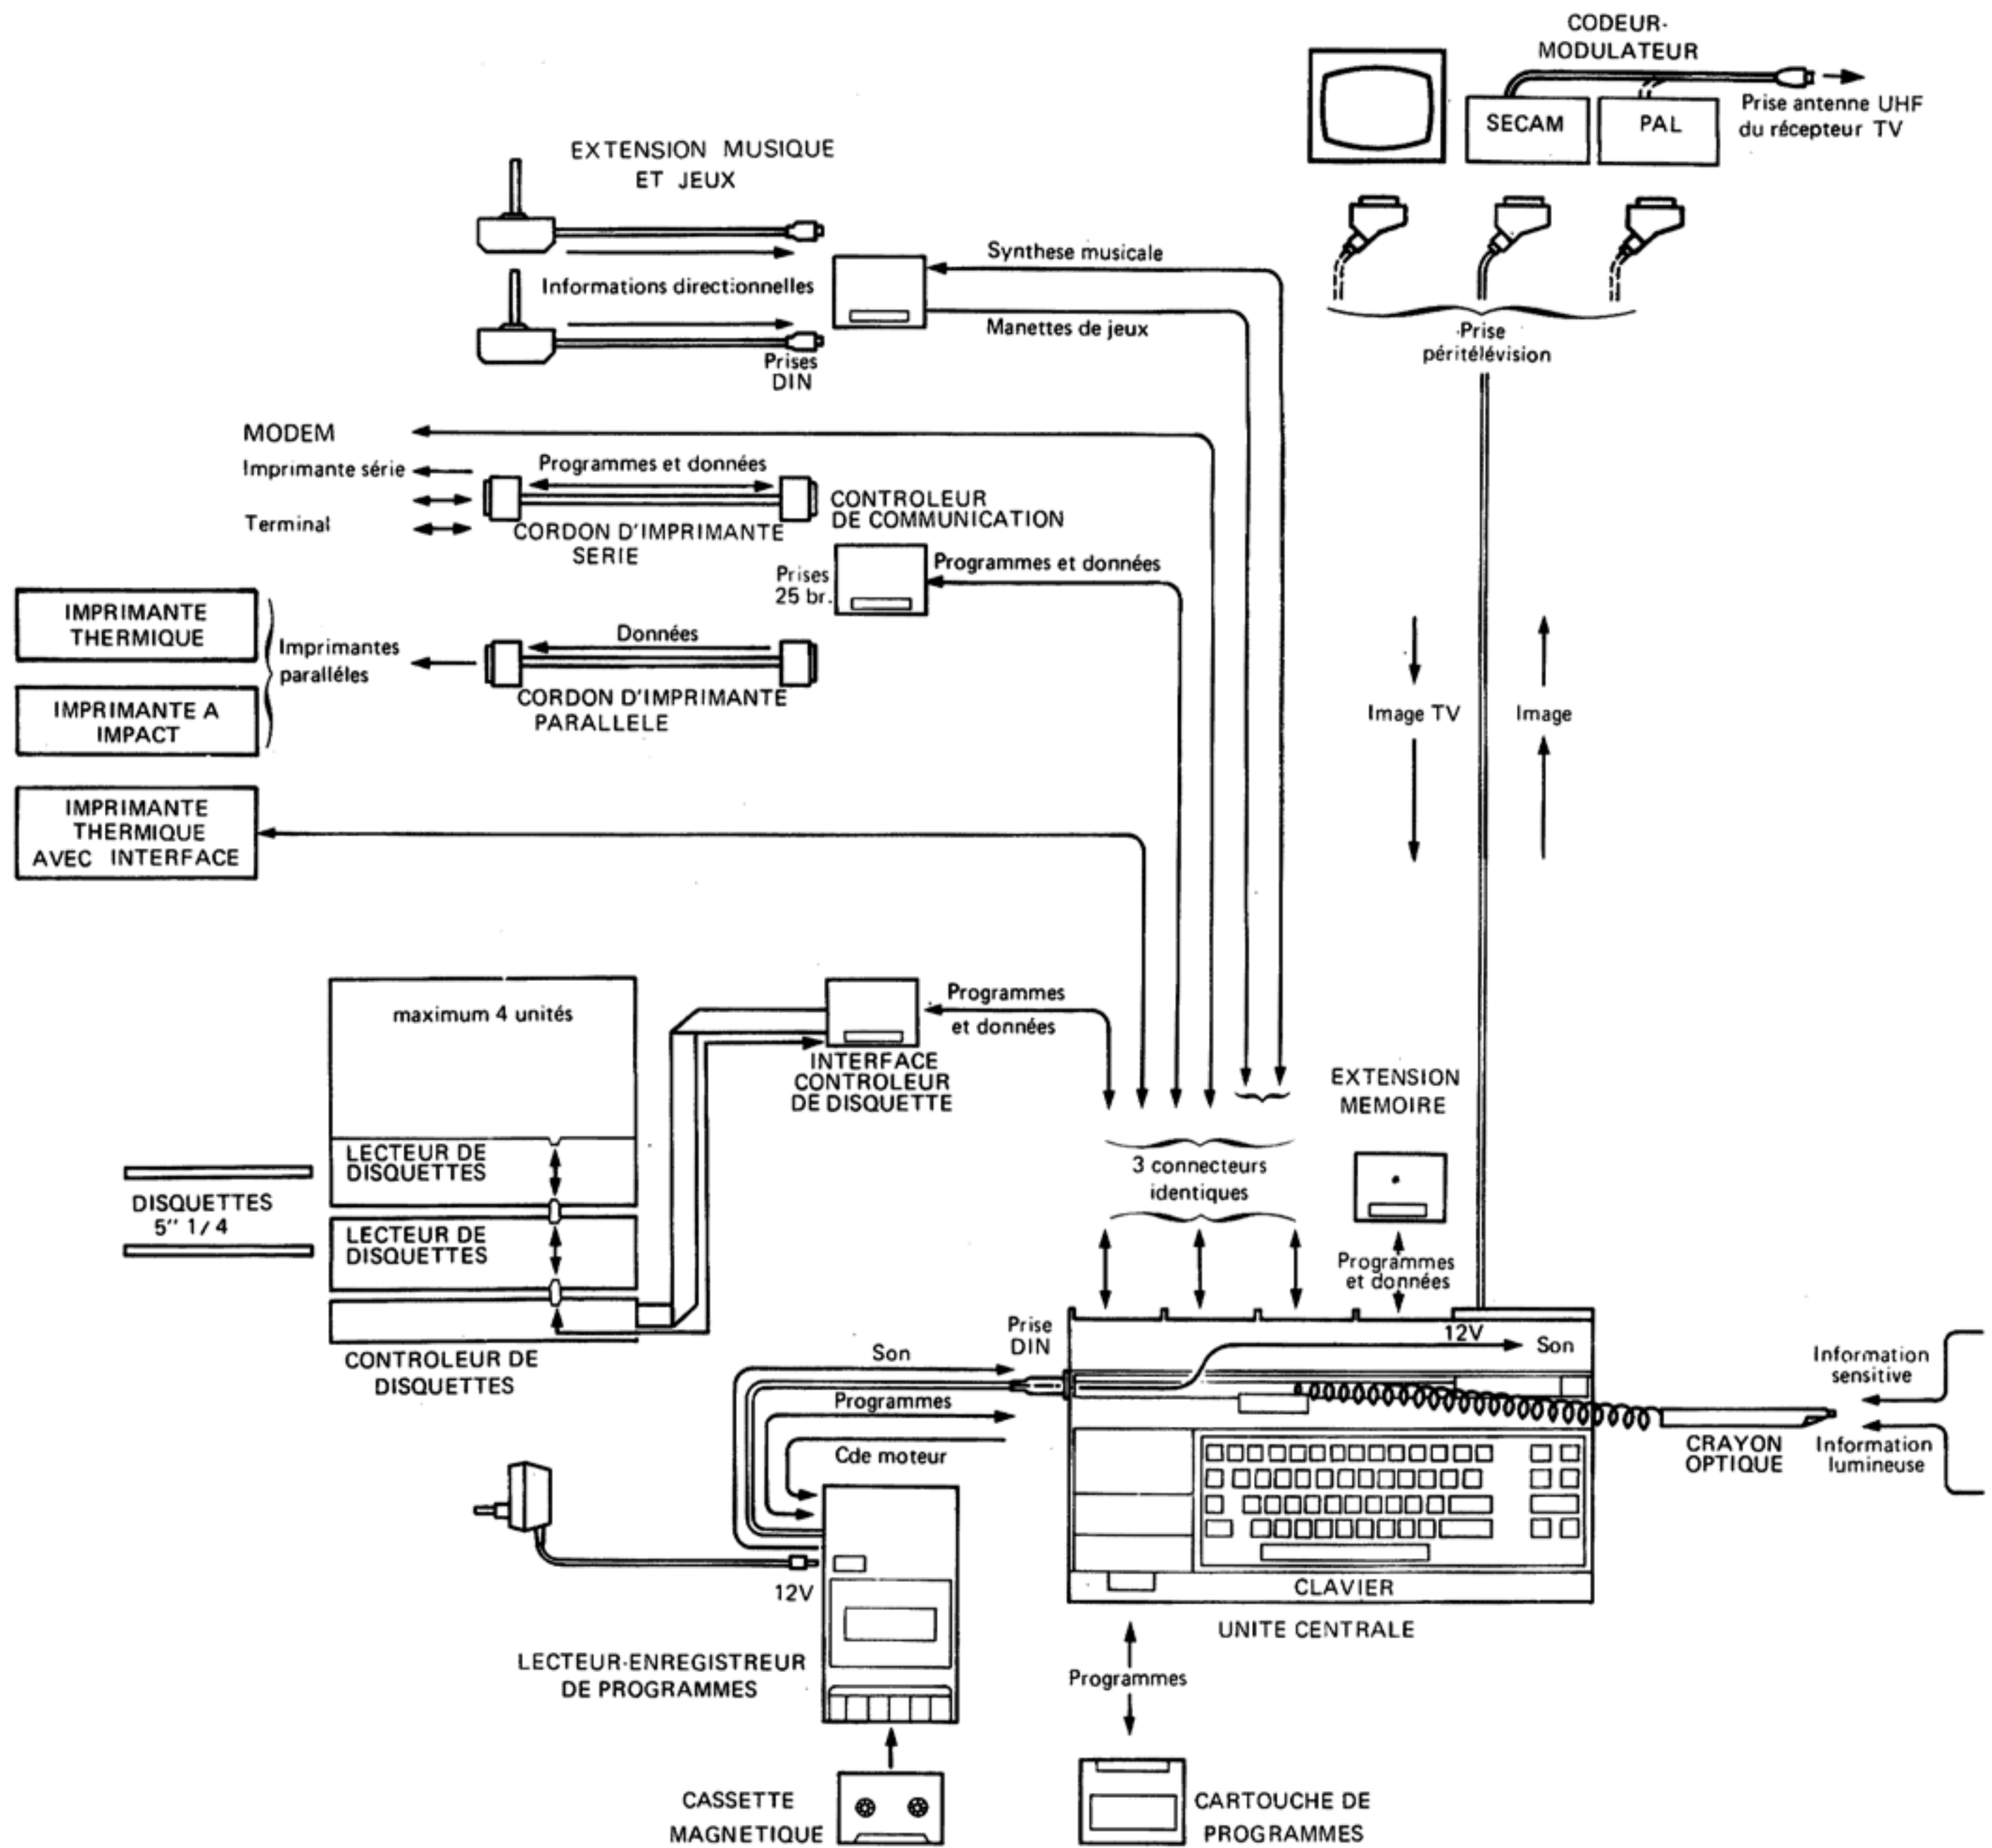 CODEUR-
MODULATEUR
SECAM
PAL
Prise antenne UHF
du récepteur TV
EXTENSION MUSIQUE
ET JEUX
Informations directionnelles
Synthese musicale
Manettes de jeux
Prises
DIN
Prise
péritélévision
MODEM
Imprimante série
Terminal
Programmes et données
CORDON D'IMPRIMANTE
SERIE
CONTROLEUR
DE COMMUNICATION
Prises
25 br.
Programmes et données
IMPRIMANTE
THERMIQUE
IMPRIMANTE A
IMPACT
Imprimantes
paralléles
Données
CORDON D'IMPRIMANTE
PARALLELE
Image TV
Image
IMPRIMANTE
THERMIQUE
AVEC INTERFACE
maximum 4 unités
Programmes
et données
INTERFACE
CONTROLEUR
DE DISQUETTE
EXTENSION
MEMOIRE
LECTEUR DE
DISQUETTES
DISQUETTES
5" 1/4
LECTEUR DE
DISQUETTES
CONTROLEUR DE
DISQUETTES
3 connecteurs
identiques
Programmes
et données
Prise
DIN
12V
Son
Son
Programmes
Cde moteur
Information
sensitive
CRAYON
OPTIQUE
Information
lumineuse
12V
CLAVIER
UNITE CENTRALE
LECTEUR-ENREGISTREUR
DE PROGRAMMES
Programmes
CASSETTE
MAGNETIQUE
CARTOUCHE DE
PROGRAMMES